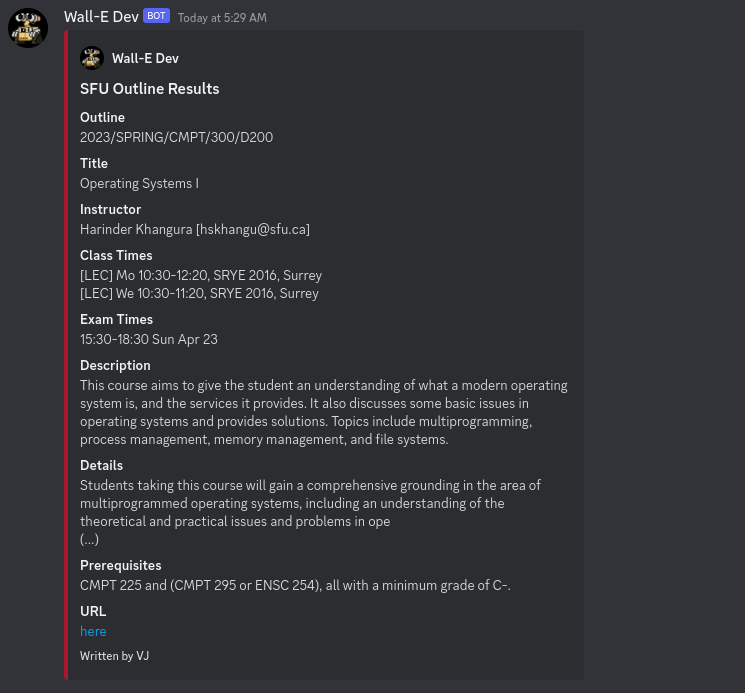 Wall-E Dev BOT Today at 5:29 AM
Wall-E Dev
SFU Outline Results
Outline
2023/SPRING/CMPT/300/D200
Title
Operating Systems I
Instructor
Harinder Khangura [hskhangu@sfu.ca]
Class Times
[LEC] Mo 10:30-12:20, SRYE 2016, Surrey
[LEC] We 10:30-11:20, SRYE 2016, Surrey
Exam Times
15:30-18:30 Sun Apr 23
Description
This course aims to give the student an understanding of what a modern operating
system is, and the services it provides. It also discusses some basic issues in
operating systems and provides solutions. Topics include multiprogramming,
process management, memory management, and file systems.
Details
Students taking this course will gain a comprehensive grounding in the area of
multiprogrammed operating systems, including an understanding of the
theoretical and practical issues and problems in ope
(...)
Prerequisites
CMPT 225 and (CMPT 295 or ENSC 254), all with a minimum grade of C-.
URL
here
Written by VJ